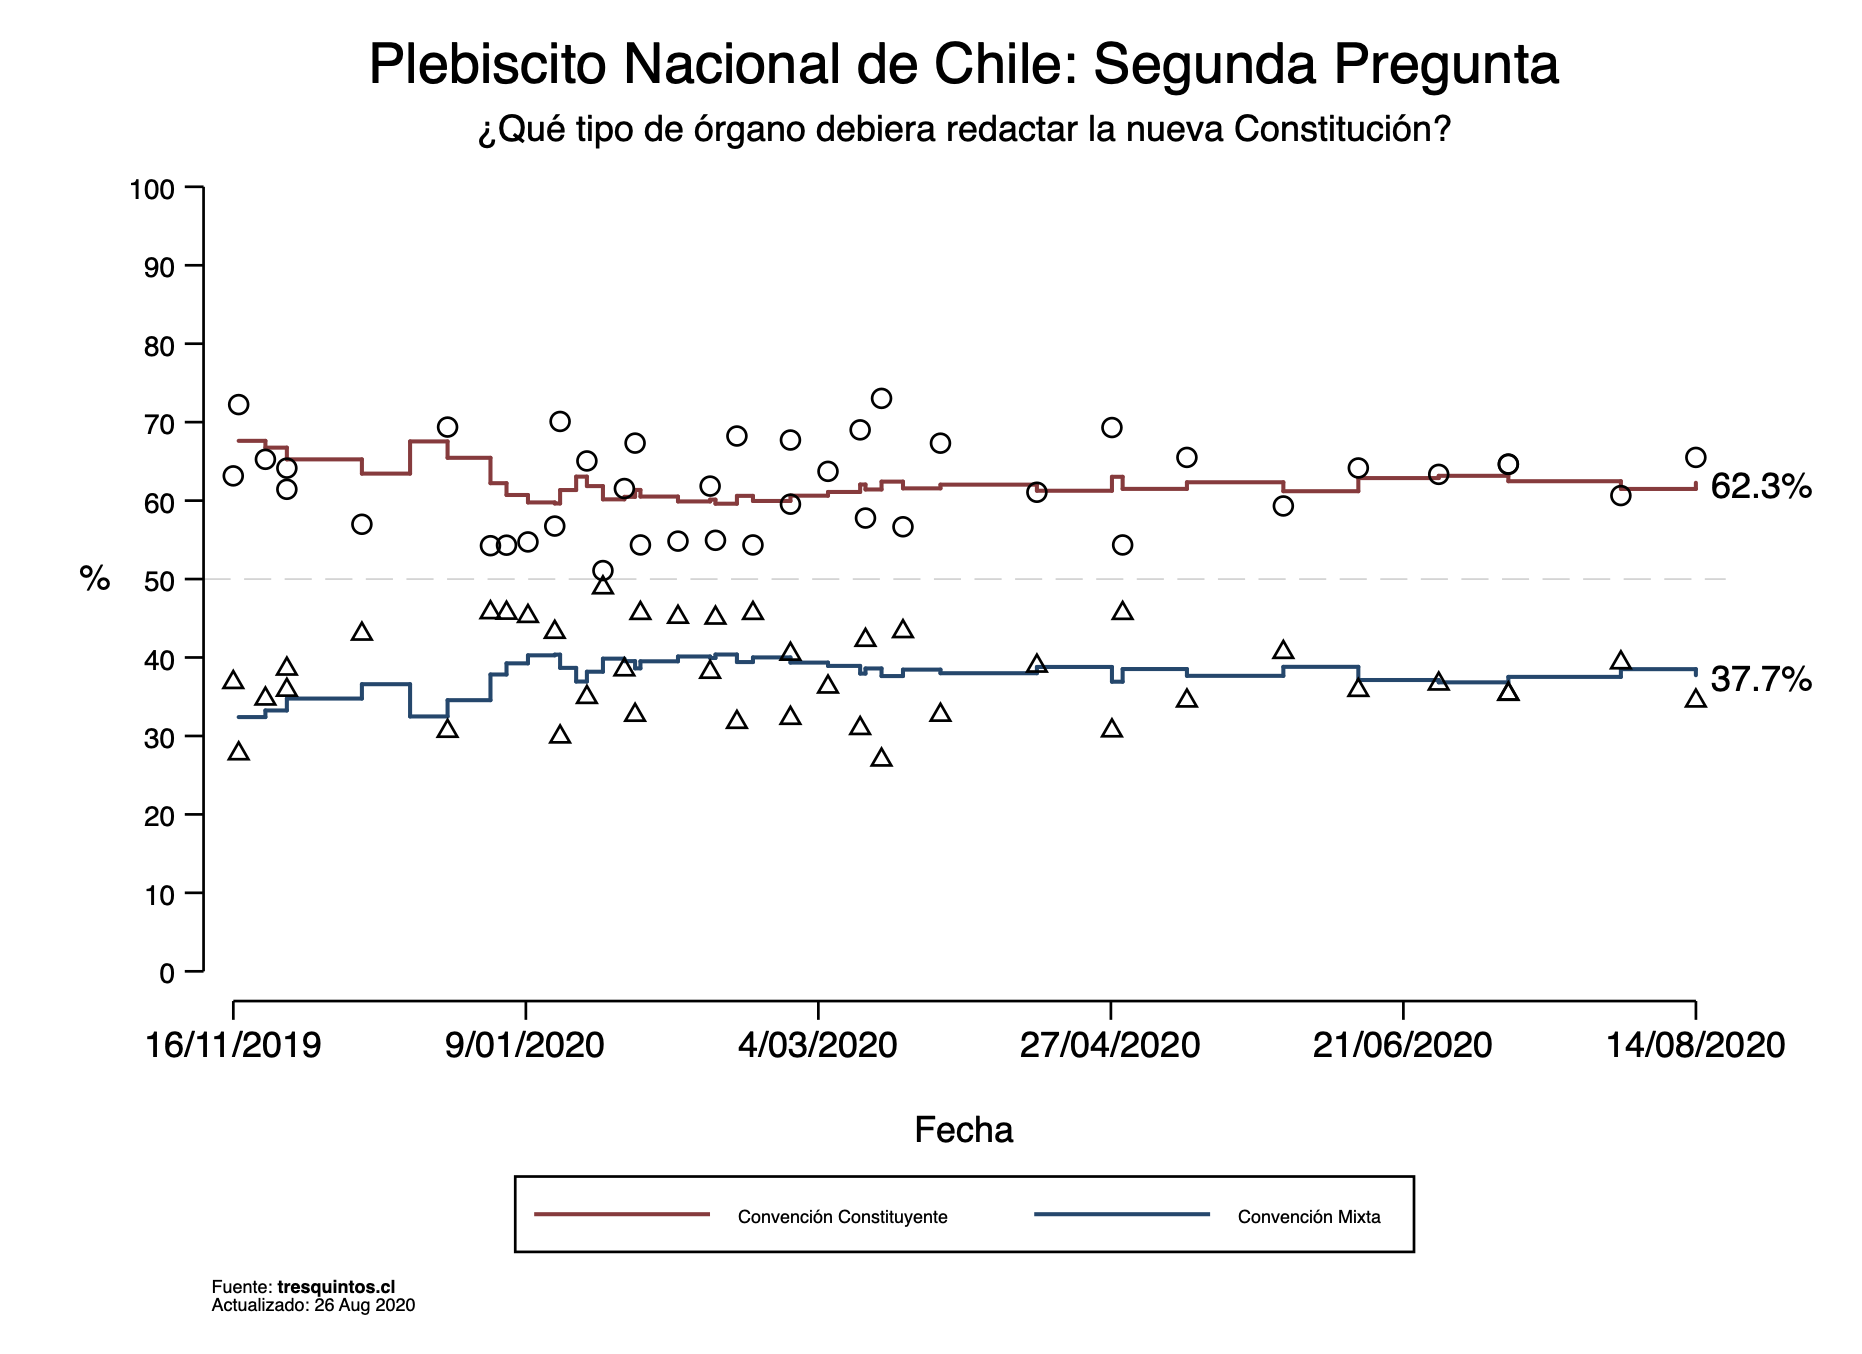 Plebiscito Nacional de Chile: Segunda Pregunta
¿Qué tipo de órgano debiera redactar la nueva Constitución?
100
90
80
70
60
50
40
30
20
10
0
%
62.3%
37.7%
16/11/2019
9/01/2020
4/03/2020
27/04/2020
21/06/2020
14/08/2020
Fecha
Convención Constituyente
Convención Mixta
Fuente: tresquintos.cl
Actualizado: 26 Aug 2020